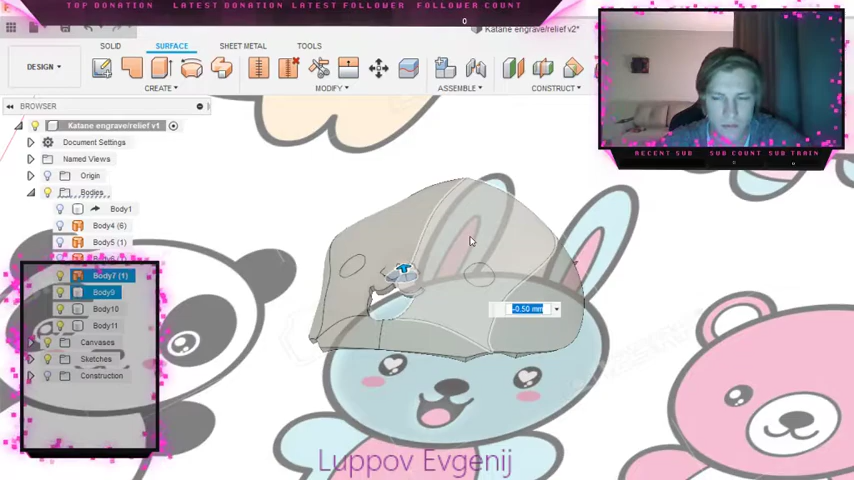 TOP DONATION LATEST DONATION LATEST FOLLOWER FOLLOWER COUNT
0
Katane engrave/relief v2*
SOLID SURFACE SHEET METAL TOOLS
DESIGN
CREATE MODIFY ASSEMBLE CONSTRUCT
RECENT SUB SUB COUNT SUB TRAIN
BROWSER
Katane engrave/relief v1
Document Settings
Named Views
Origin
Bodies
Body1
Body4 (6)
Body5 (1)
Body7 (1)
Body9
Body10
Body11
Canvases
Sketches
Construction
-0.50 mm
Luppov Evgenij